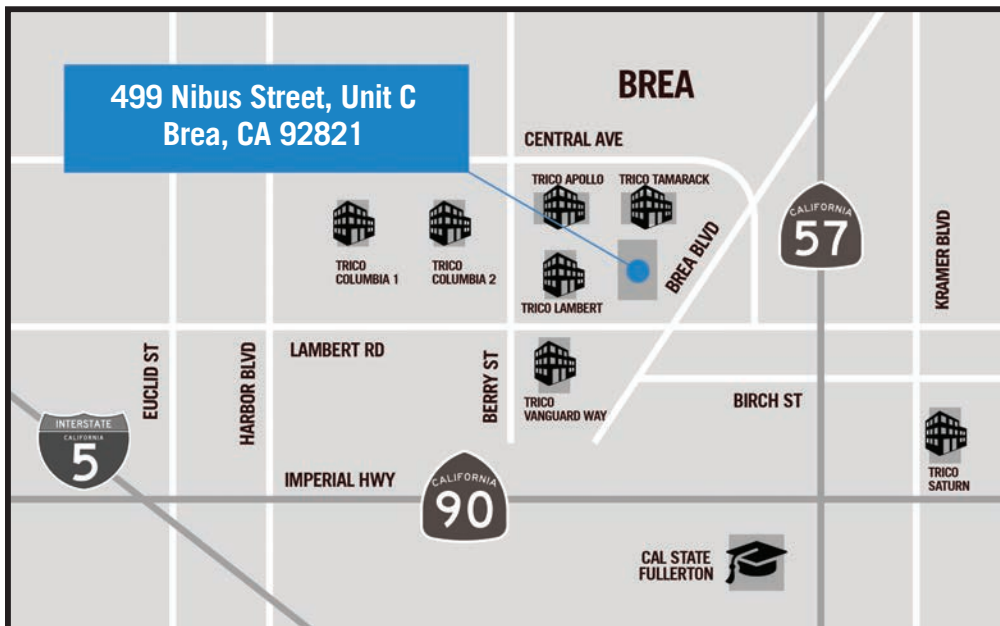 499 Nibus Street, Unit C
Brea, CA 92821
BREA
CENTRAL AVE
TRICO APOLLO
TRICO TAMARACK
TRICO
COLUMBIA 1
TRICO
COLUMBIA 2
TRICO LAMBERT
BREA BLVD
CALIFORNIA
57
KRAMER BLVD
EUCLID ST
HARBOR BLVD
LAMBERT RD
BERRY ST
TRICO
VANGUARD WAY
BIRCH ST
INTERSTATE
CALIFORNIA
5
IMPERIAL HWY
CALIFORNIA
90
TRICO
SATURN
CAL STATE
FULLERTON